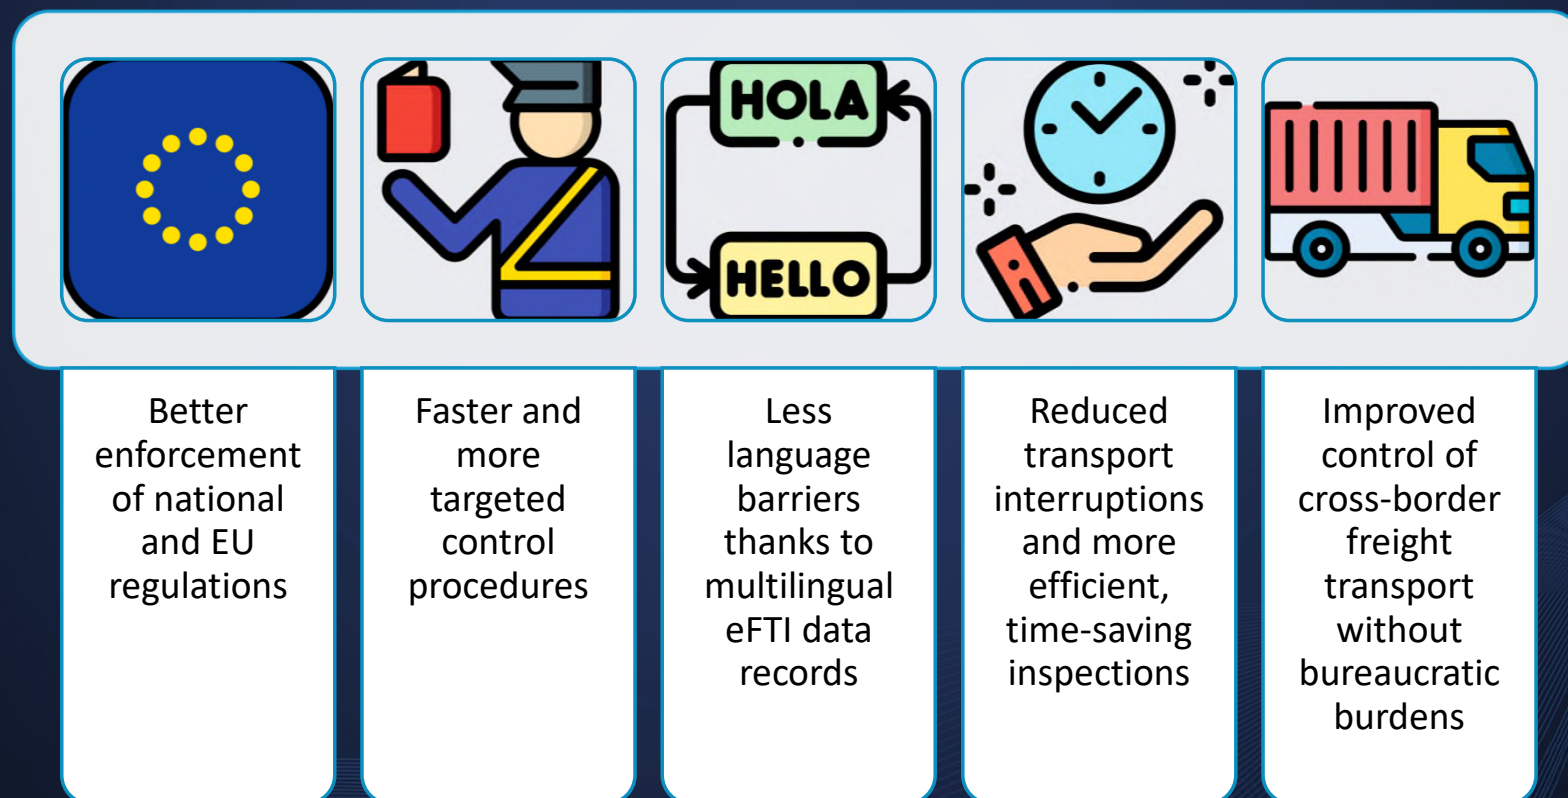 HOLA
HELLO
Better
enforcement
of national
and EU
regulations
Faster and
more
targeted
control
procedures
Less
language
barriers
thanks to
multilingual
eFTI data
records
Reduced
transport
interruptions
and more
efficient,
time-saving
inspections
Improved
control of
cross-border
freight
transport
without
bureaucratic
burdens